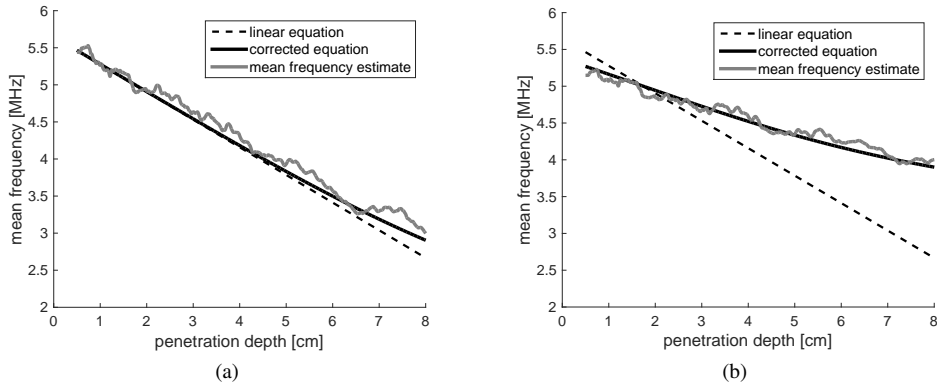 6
5.5
5
4.5
4
3.5
3
2.5
2
mean frequency [MHz]
linear equation
corrected equation
mean frequency estimate
0 1 2 3 4 5 6 7 8
penetration depth [cm]
(a)
6
5.5
5
4.5
4
3.5
3
2.5
2
mean frequency [MHz]
linear equation
corrected equation
mean frequency estimate
0 1 2 3 4 5 6 7 8
penetration depth [cm]
(b)